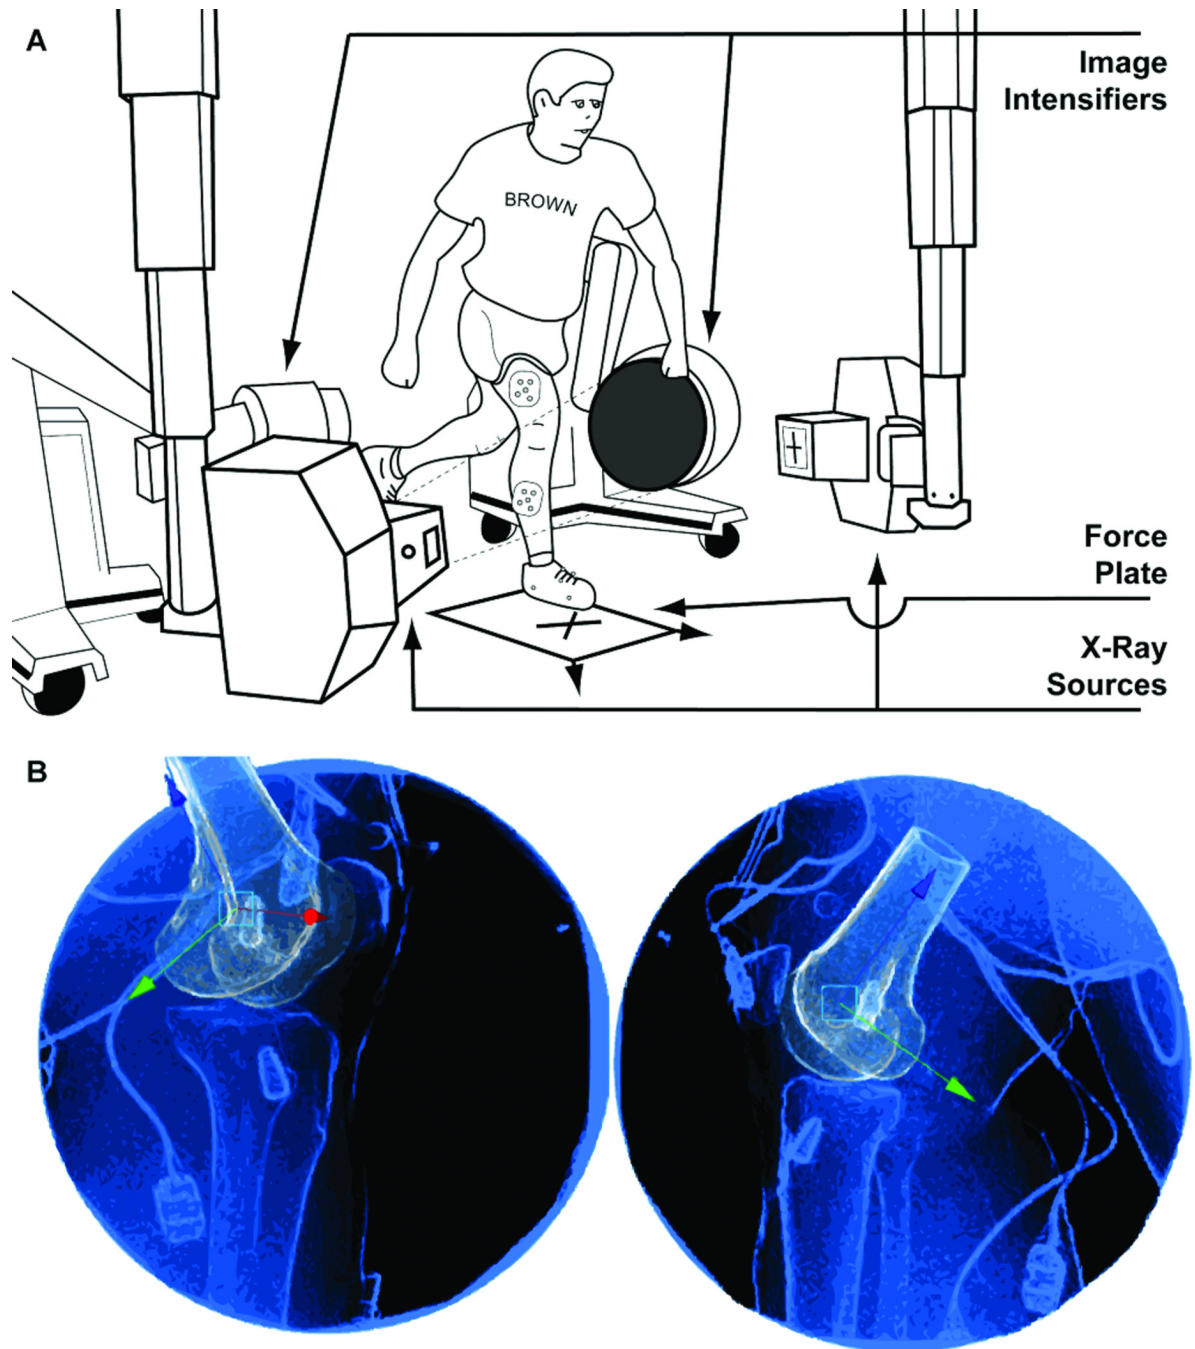 A
Image
Intensifiers
BROWN
Force
Plate
X-Ray
Sources
B